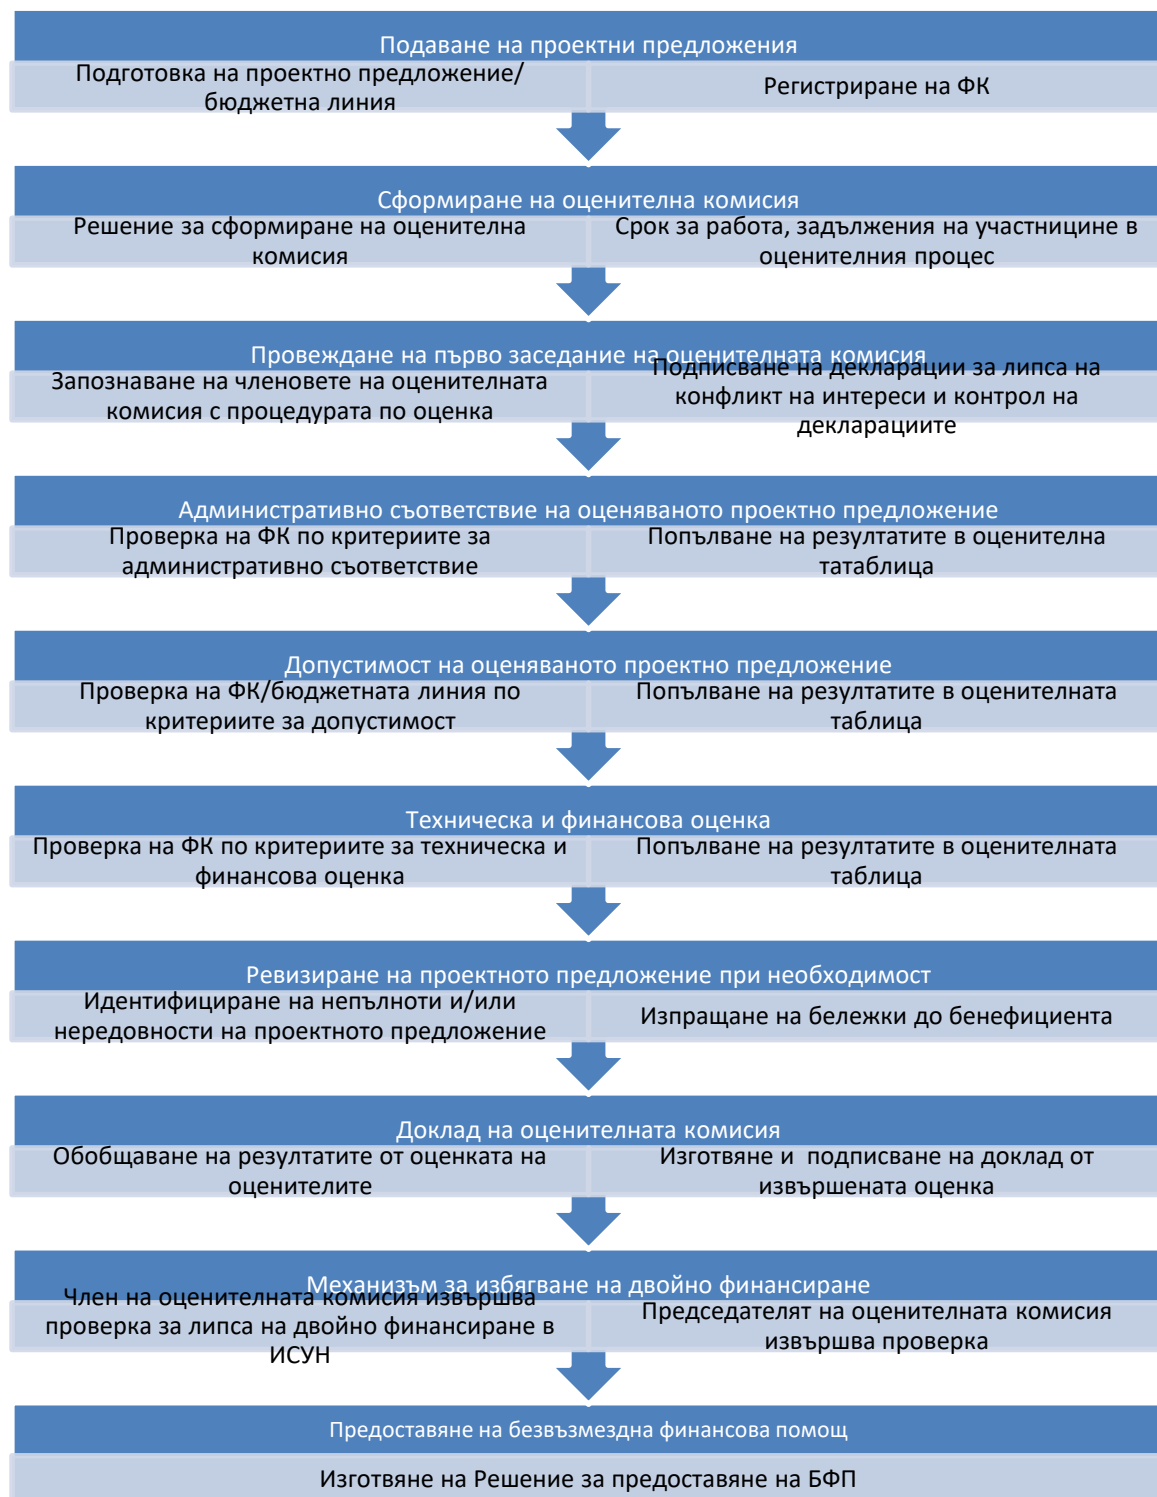 Подаване на проектни предложения
Подготовка на проектно предложение/
бюджетна линия
Регистриране на ФК
Сформиране на оценителна комисия
Решение за сформиране на оценителна
комисия
Срок за работа, задължения на участницине в
оценителния процес
Провеждане на първо заседание на оценителната комисия
Запознаване на членовете на оценителната
комисия с процедурата по оценка
Подписване на декларации за липса на
конфликт на интереси и контрол на
декларациите
Административно съответствие на оценяваното проектно предложение
Проверка на ФК по критериите за
административно съответствие
Попълване на резултатите в оценителна
татаблица
Допустимост на оценяваното проектно предложение
Проверка на ФК/бюджетната линия по
критериите за допустимост
Попълване на резултатите в оценителната
таблица
Техническа и финансова оценка
Проверка на ФК по критериите за техническа и
финансова оценка
Попълване на резултатите в оценителната
таблица
Ревизиране на проектното предложение при необходимост
Идентифициране на непълноти и/или
нередовности на проектното предложение
Изпращане на бележки до бенефициента
Доклад на оценителната комисия
Обобщаване на резултатите от оценката на
оценителите
Изготвяне и  подписване на доклад от
извършената оценка
Механизъм за избягване на двойно финансиране
Член на оценителната комисия извършва
проверка за липса на двойно финансиране в
ИСУН
Председателят на оценителната комисия
извършва проверка
Предоставяне на безвъзмездна финансова помощ
Изготвяне на Решение за предоставяне на БФП